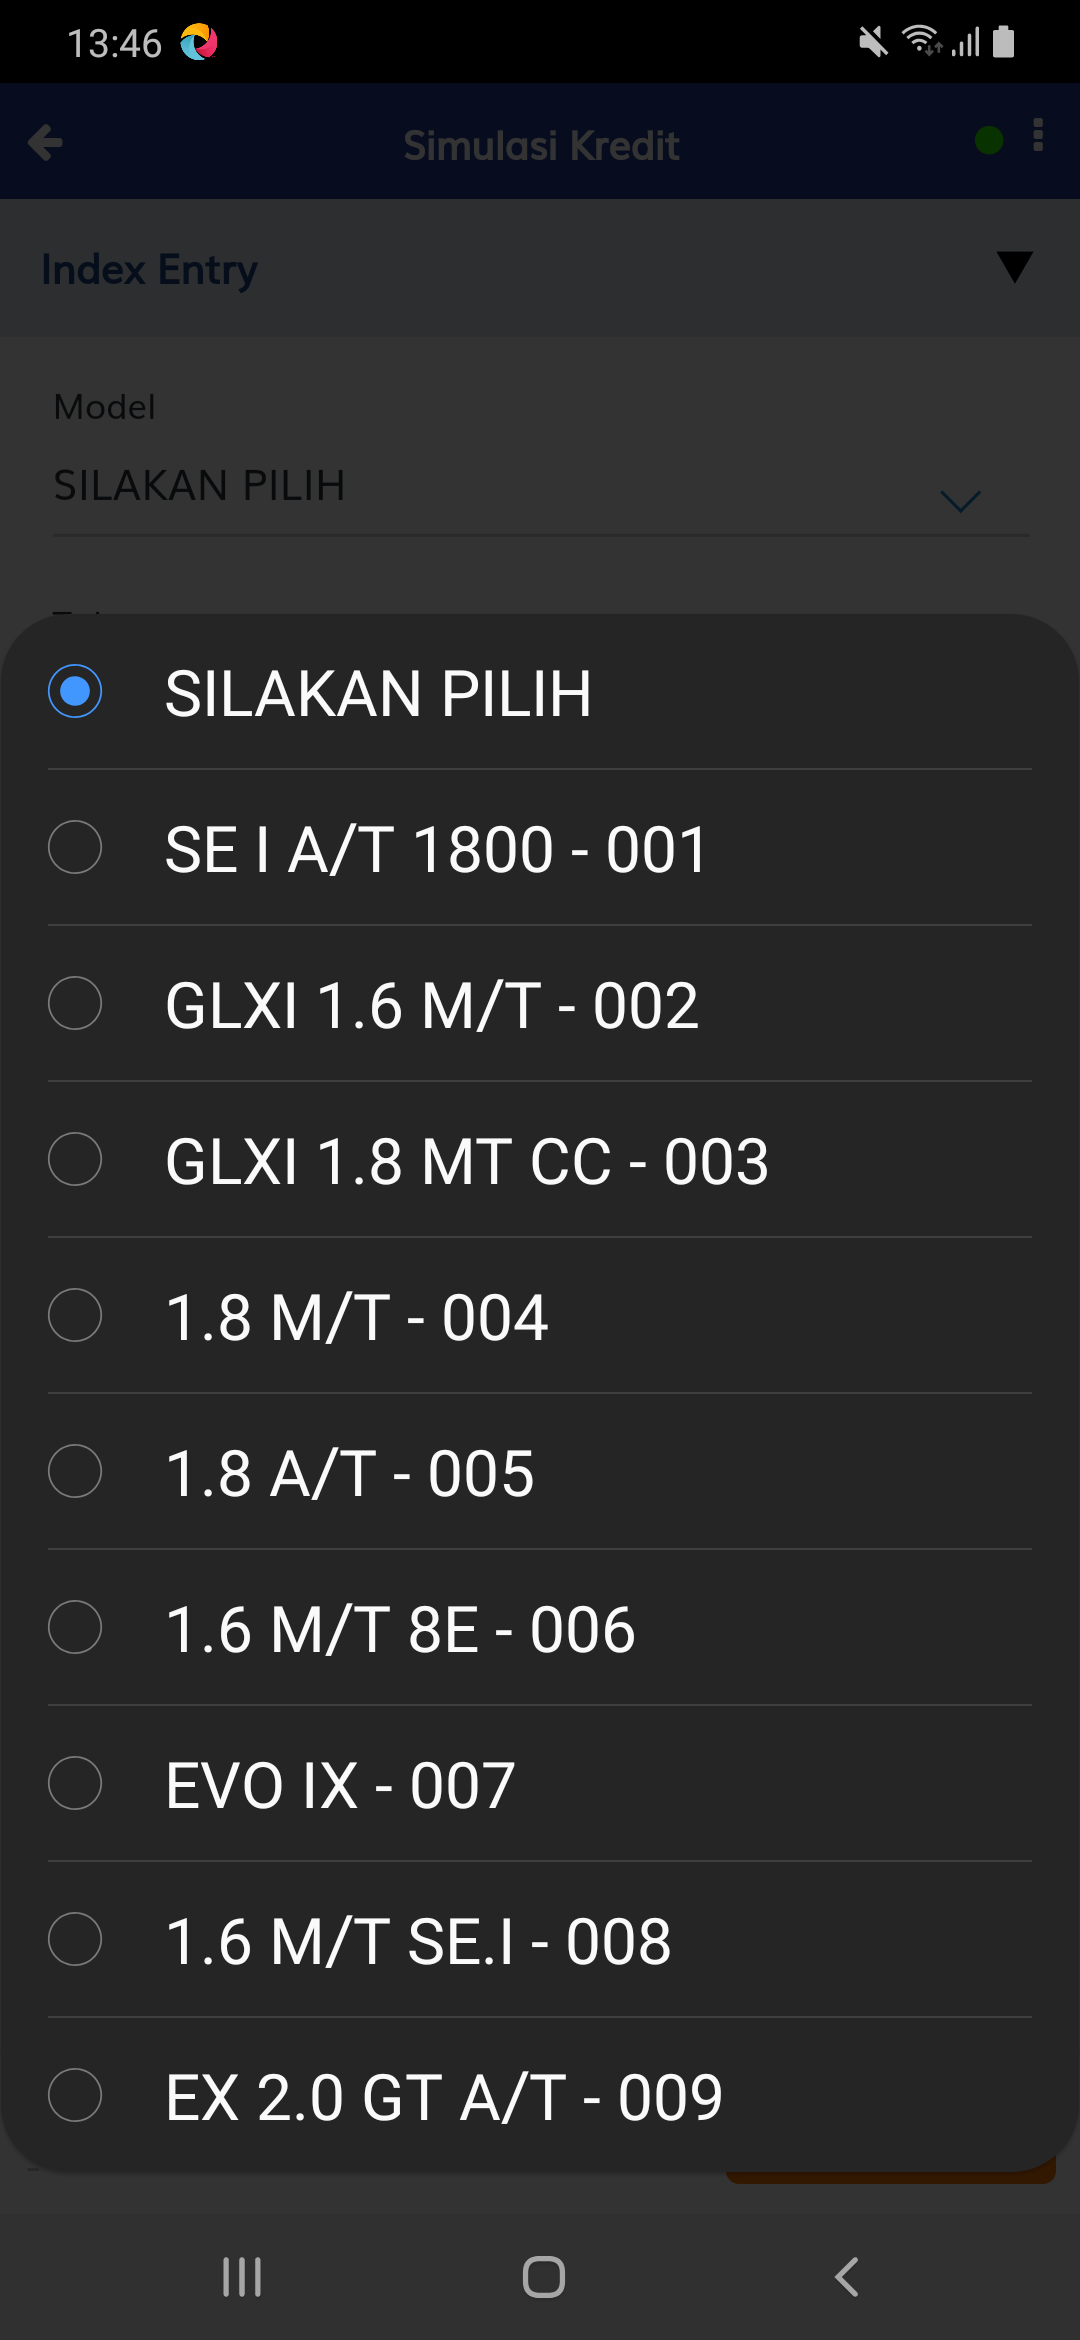 13:46
Simulasi Kredit
Index Entry
Model
SILAKAN PILIH
SILAKAN PILIH
SE I A/T 1800 - 001
GLXI 1.6 M/T - 002
GLXI 1.8 MT CC - 003
1.8 M/T - 004
1.8 A/T - 005
1.6 M/T 8E - 006
EVO IX - 007
1.6 M/T SE.I - 008
EX 2.0 GT A/T - 009